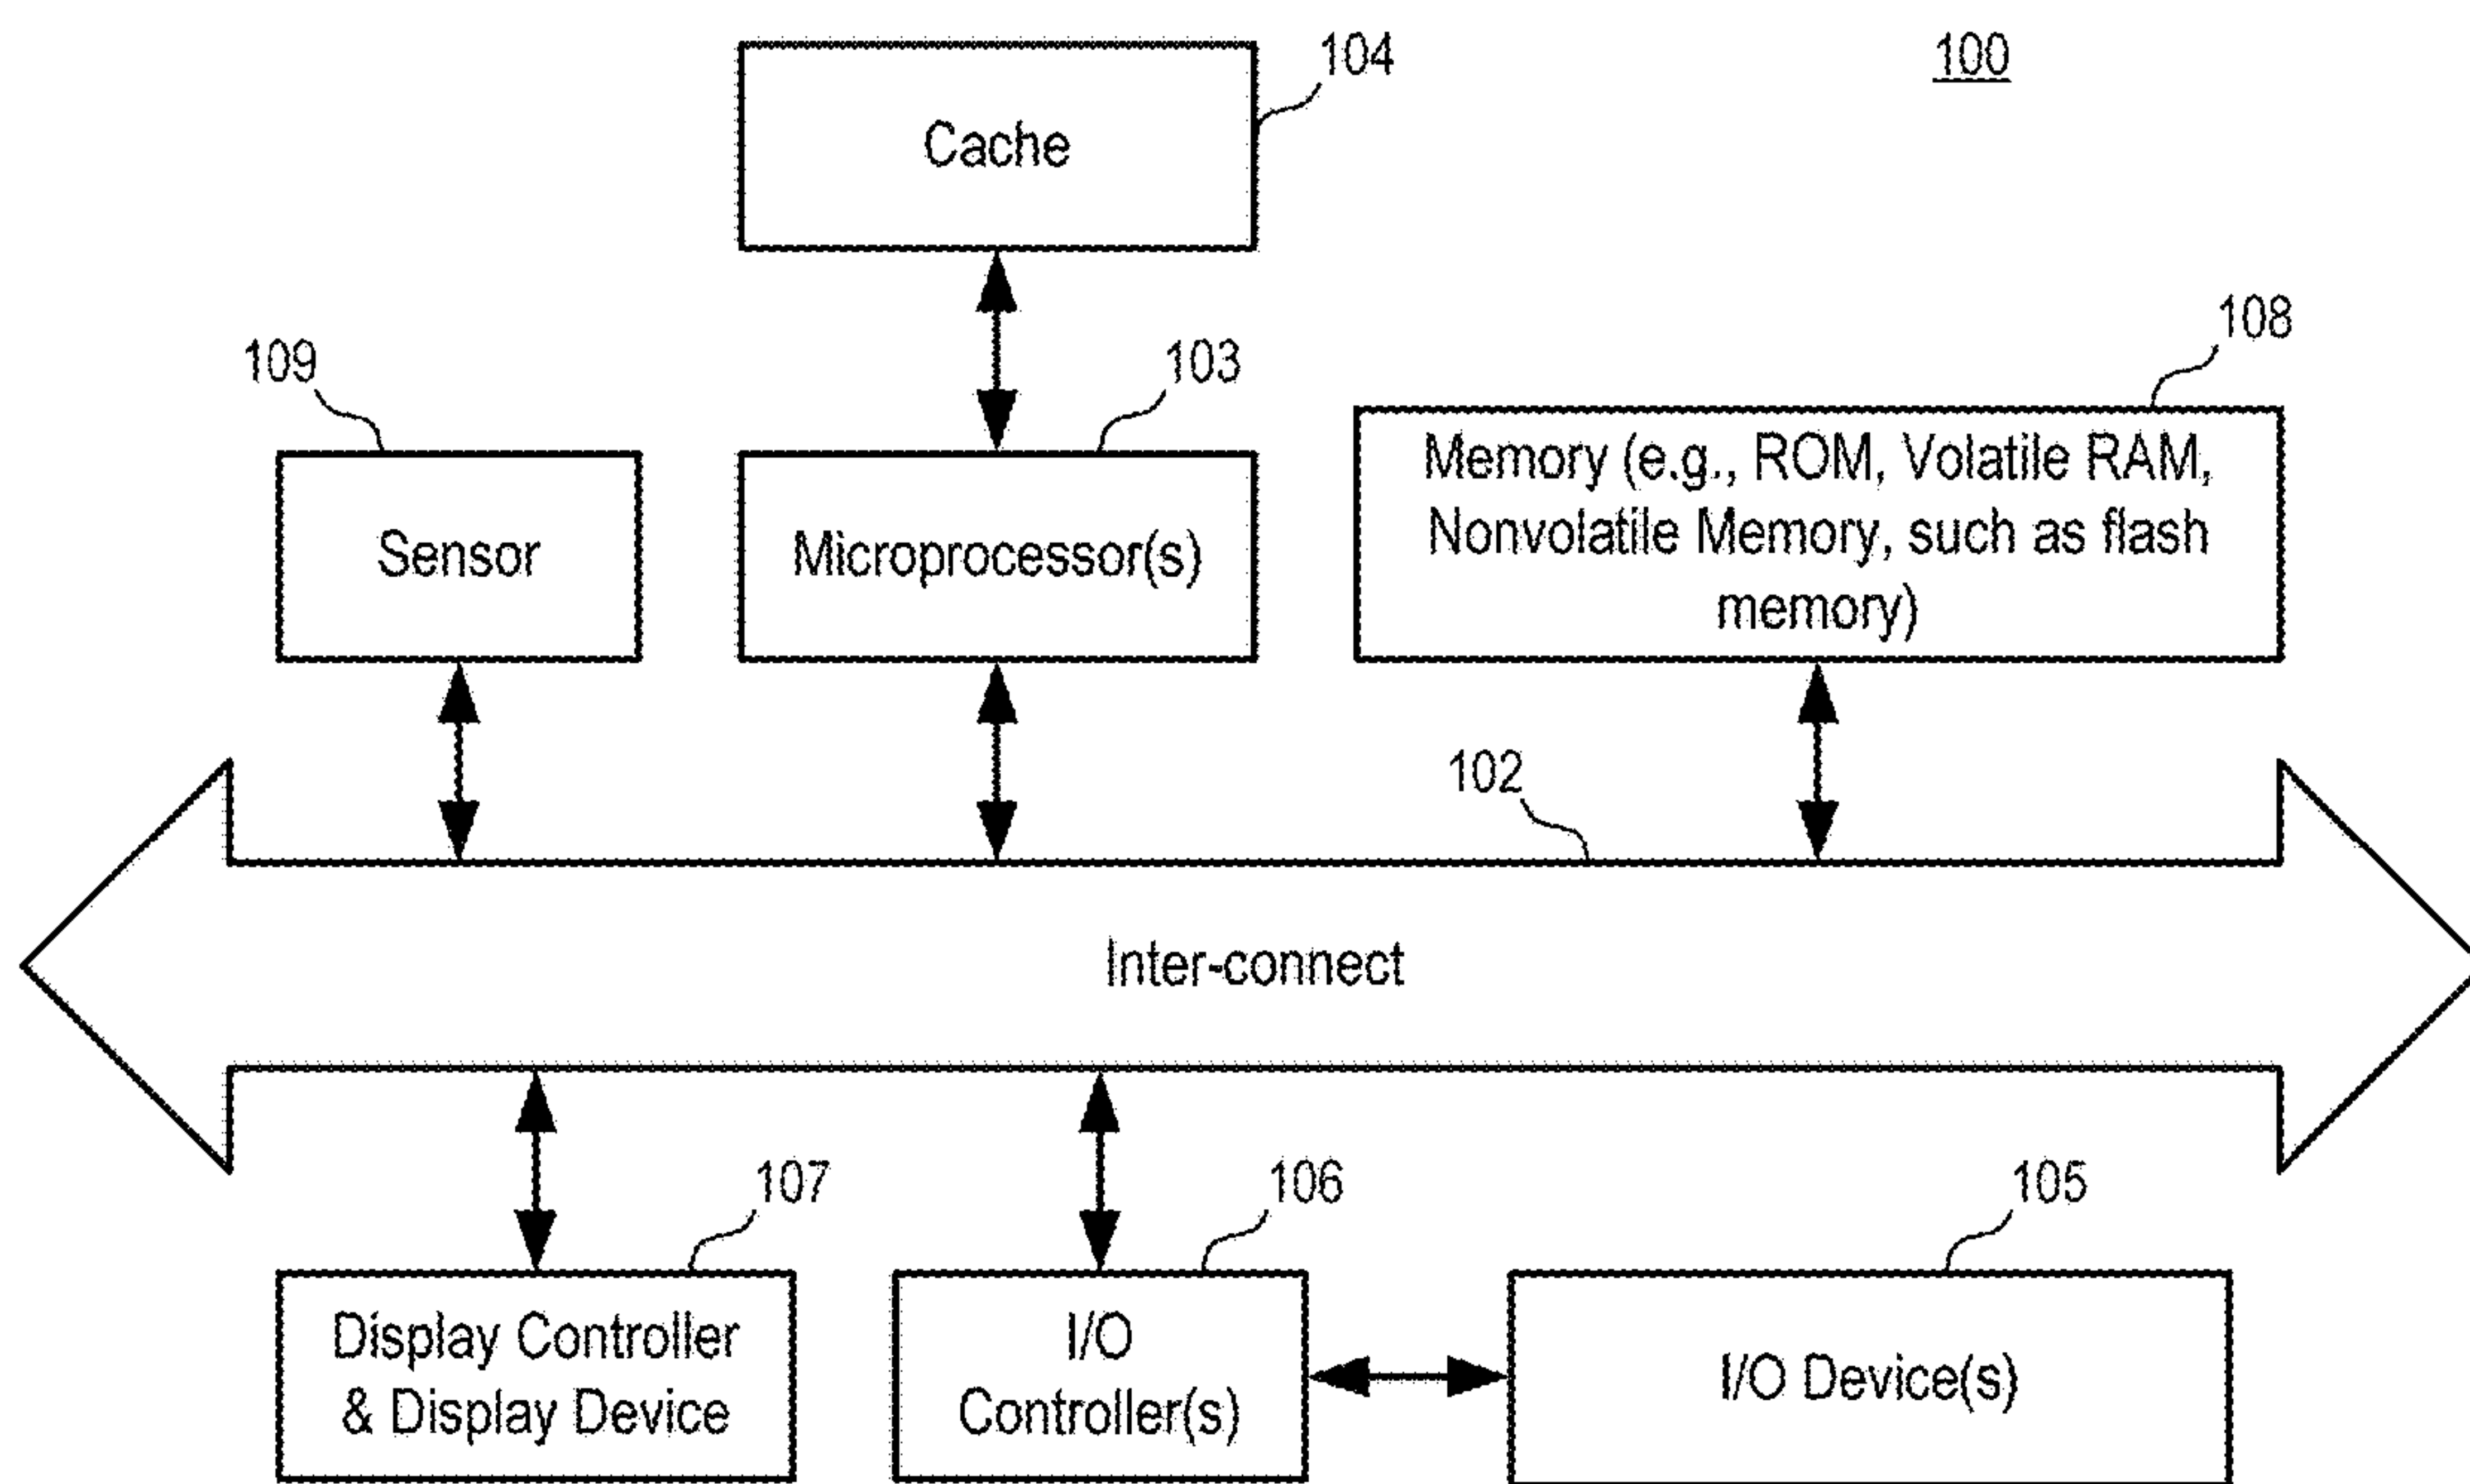 100
104
Cache
109
103
108
Sensor
Microprocessor(s)
Memory (e.g., ROM, Volatile RAM,
Nonvolatile Memory, such as flash
memory)
102
Inter-connect
107
106
105
Display Controller
& Display Device
I/O
Controller(s)
I/O Device(s)